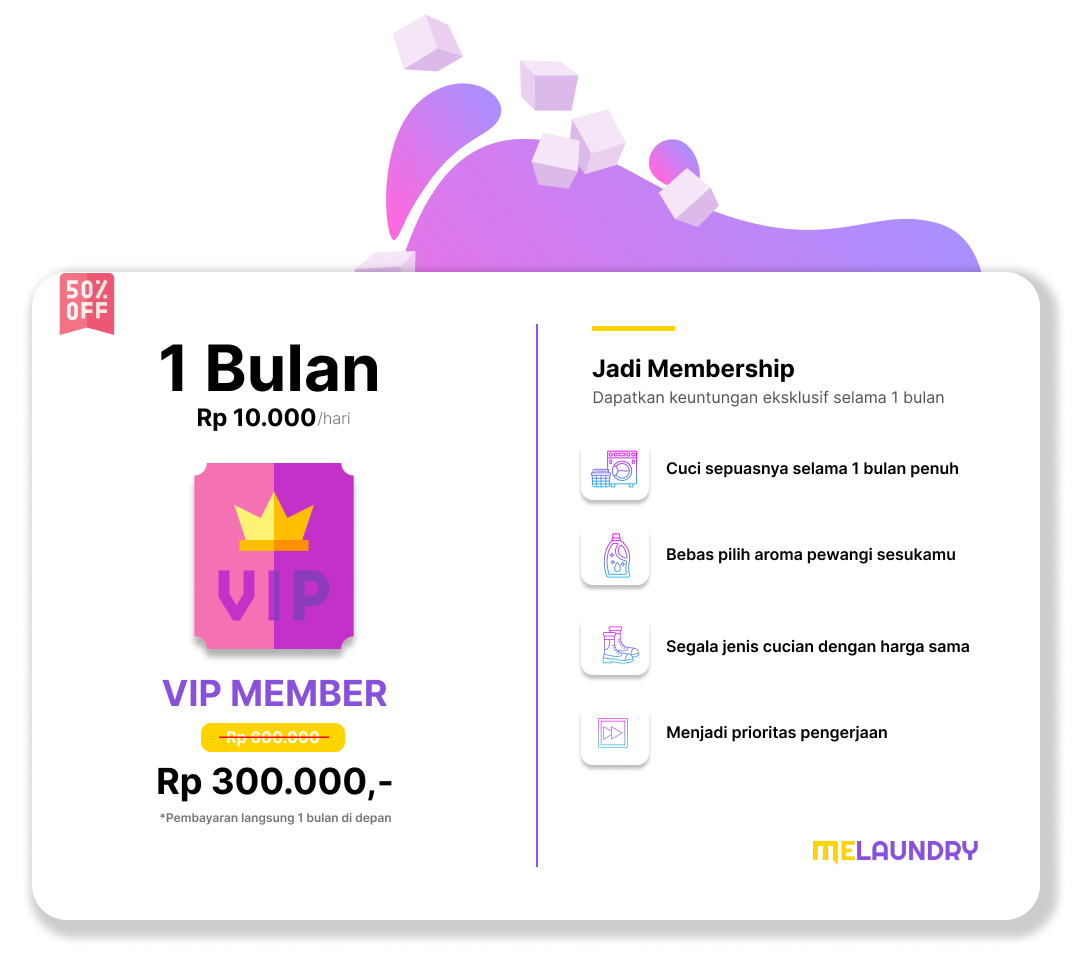 50%
OFF
1 Bulan
Rp 10.000/hari
VIP
VIP MEMBER
Rp 600.000
Rp 300.000,-
*Pembayaran langsung 1 bulan di depan
Jadi Membership
Dapatkan keuntungan eksklusif selama 1 bulan
Cuci sepuasnya selama 1 bulan penuh
Bebas pilih aroma pewangi sesukamu
Segala jenis cucian dengan harga sama
Menjadi prioritas pengerjaan
MELAUNDRY